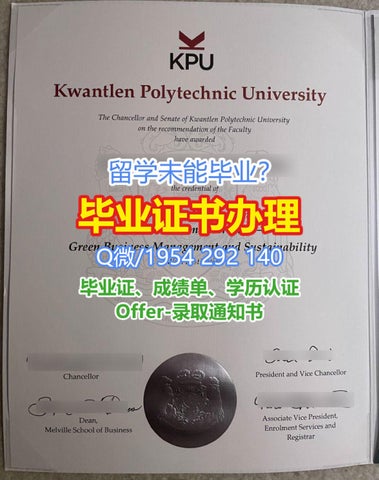 KPU
Kwantlen Polytechnic University
The Chancellor and Senate of Kwantlen Polytechnic University
on the recommendation of the Faculty
have awarded
留学未能毕业？
the credential of
毕业证书办理
Green Business Management and Sustainability
Q微/1954 292 140
毕业证、成绩单、学历认证
Offer-录取通知书
Chancellor
President and Vice Chancellor
Dean,
Melville School of Business
Associate Vice President,
Enrolment Services and
Registrar